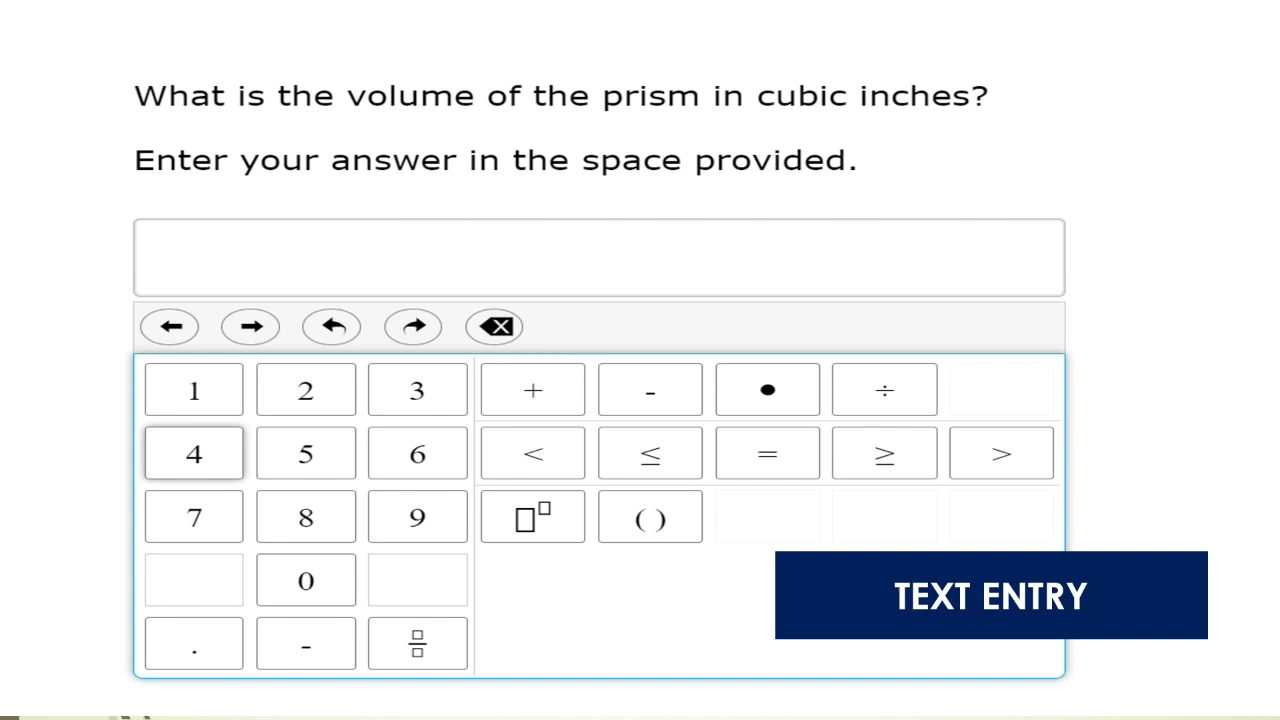 What is the volume of the prism in cubic inches?
Enter your answer in the space provided.
1 2 3 + - • ÷
4 5 6 < ≤ = ≥ >
7 8 9 □□ ( )
0
. - □/□
TEXT ENTRY